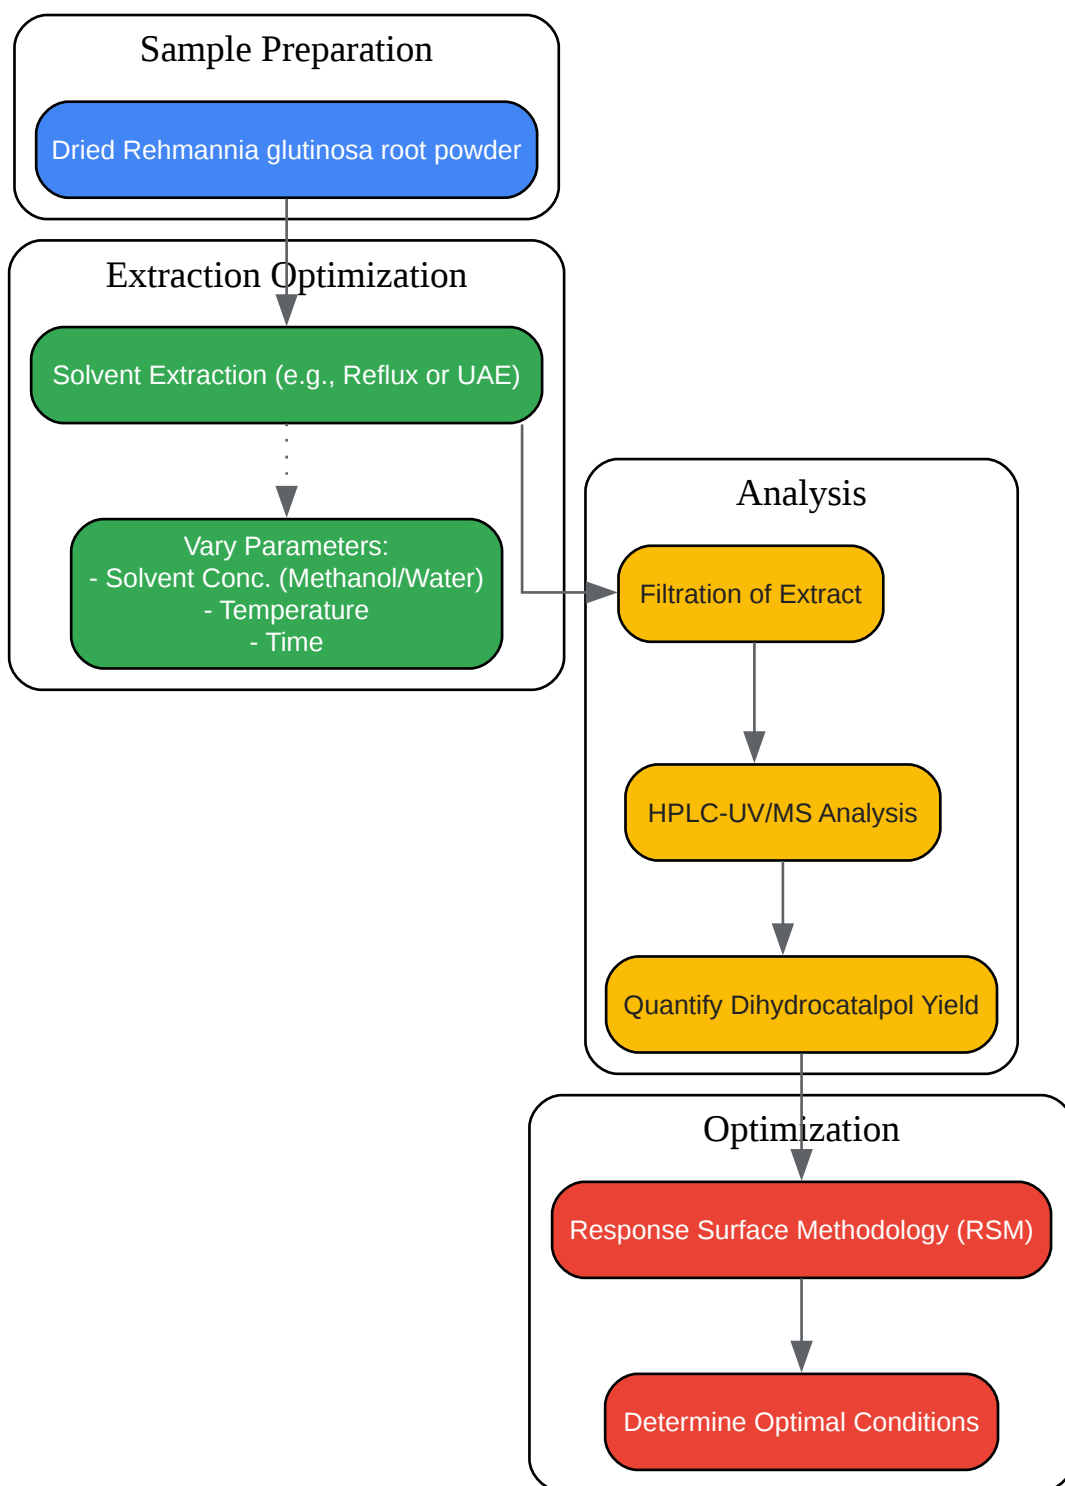 Sample Preparation
Dried Rehmannia glutinosa root powder
Extraction Optimization
Solvent Extraction (e.g., Reflux or UAE)
Vary Parameters:
- Solvent Conc. (Methanol/Water)
- Temperature
- Time
Analysis
Filtration of Extract
HPLC-UV/MS Analysis
Quantify Dihydrocatalpol Yield
Optimization
Response Surface Methodology (RSM)
Determine Optimal Conditions